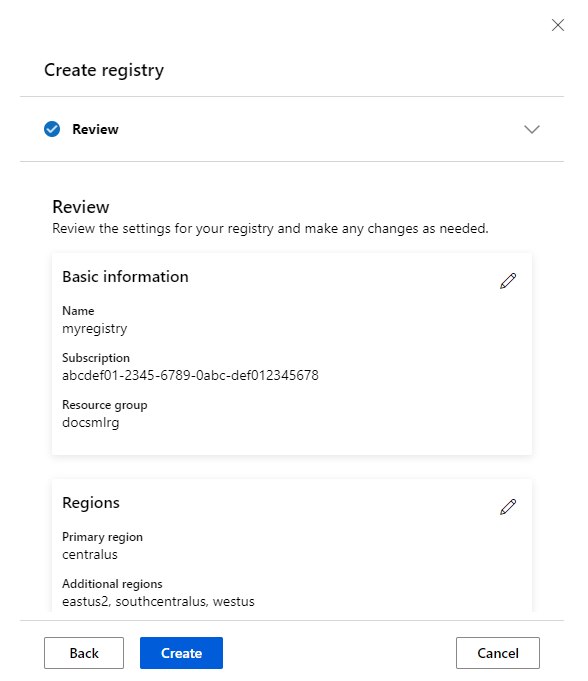 Create registry
Review
Review
Review the settings for your registry and make any changes as needed.
Basic information
Name
myregistry
Subscription
abcdef01-2345-6789-0abc-def012345678
Resource group
docsmlrg
Regions
Primary region
centralus
Additional regions
eastus2, southcentralus, westus
Back
Create
Cancel